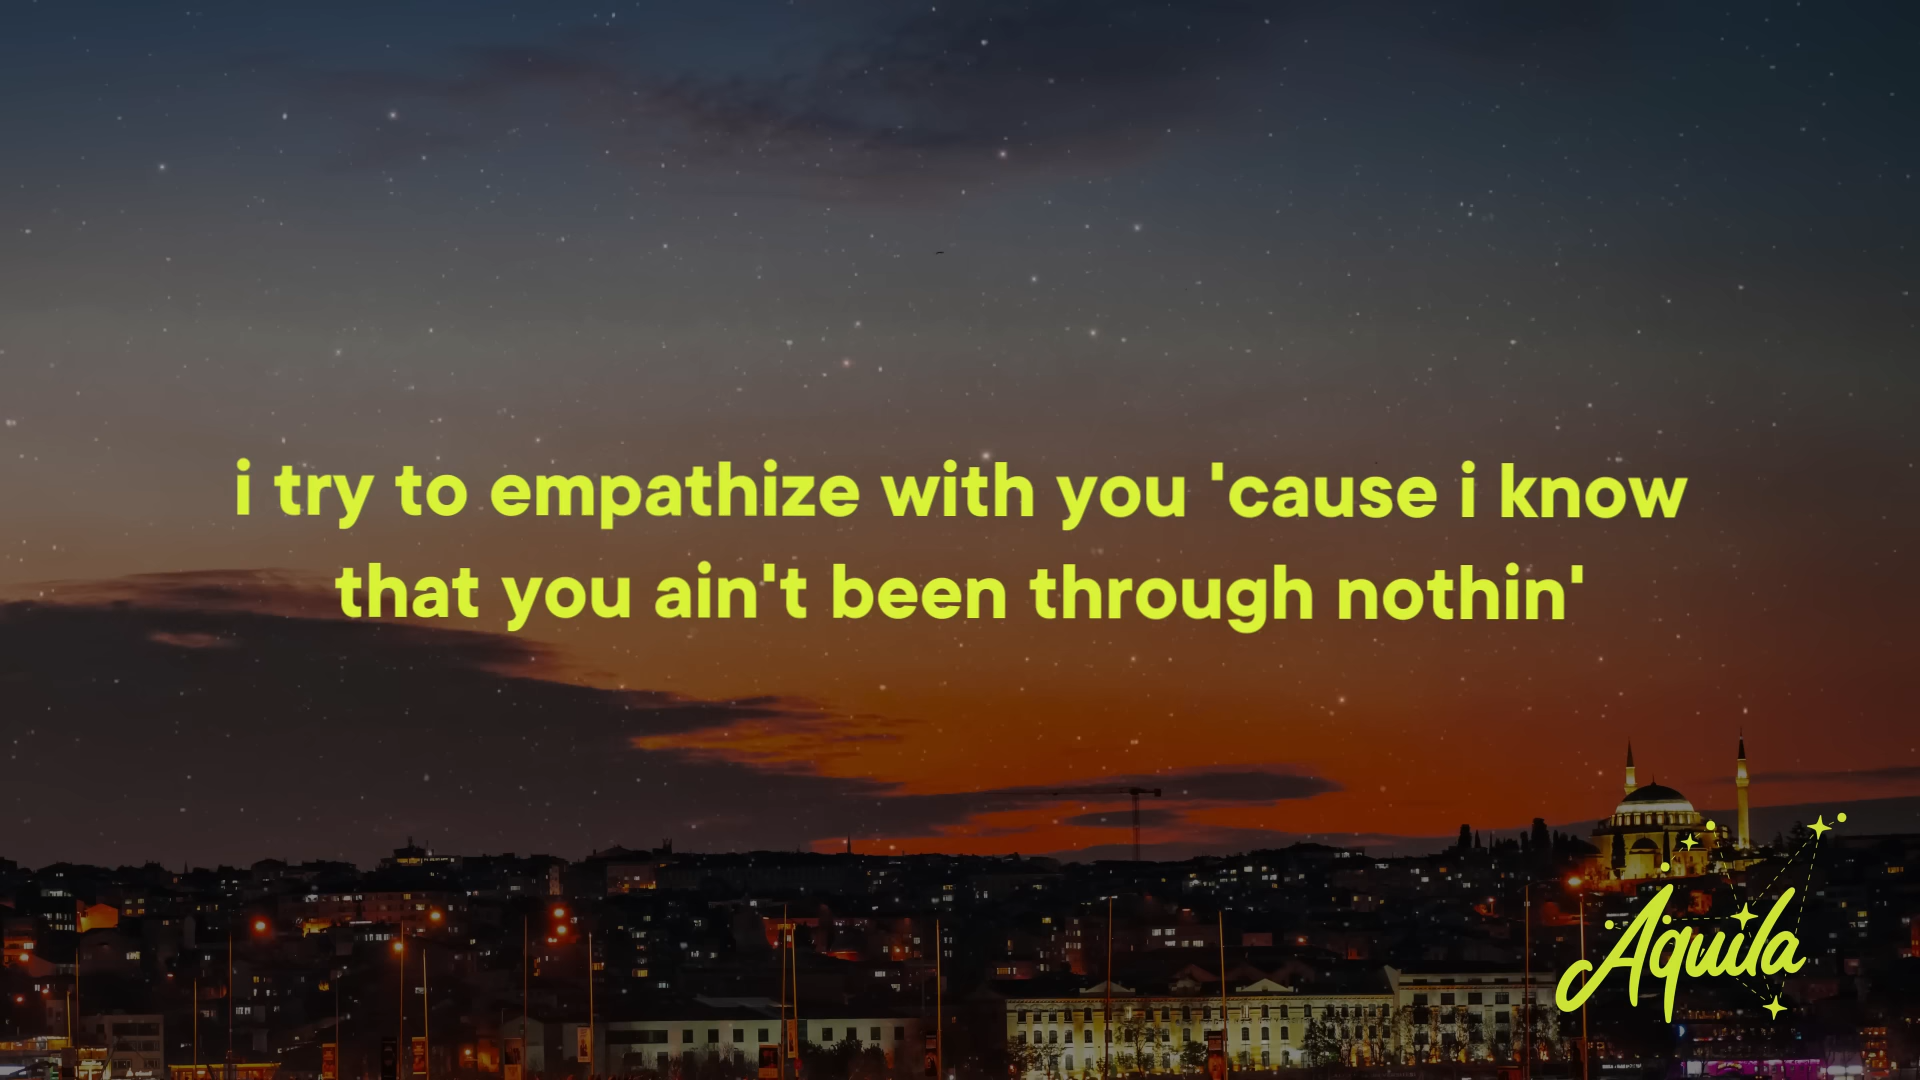 i try to empathize with you 'cause i know
that you ain't been through nothin'
Aquila